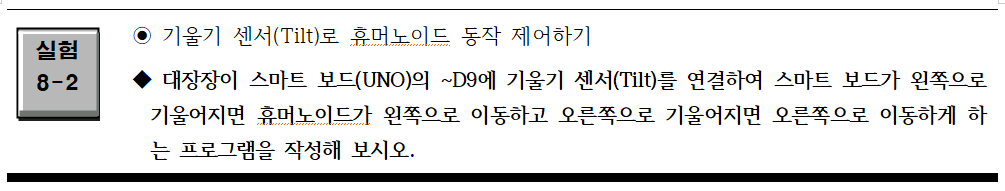 실험
8-2
◉ 기울기 센서(Tilt)로 휴머노이드 동작 제어하기
◆ 대장장이 스마트 보드(UNO)의 ~D9에 기울기 센서(Tilt)를 연결하여 스마트 보드가 왼쪽으로
기울어지면 휴머노이드가 왼쪽으로 이동하고 오른쪽으로 기울어지면 오른쪽으로 이동하게 하
는 프로그램을 작성해 보시오.